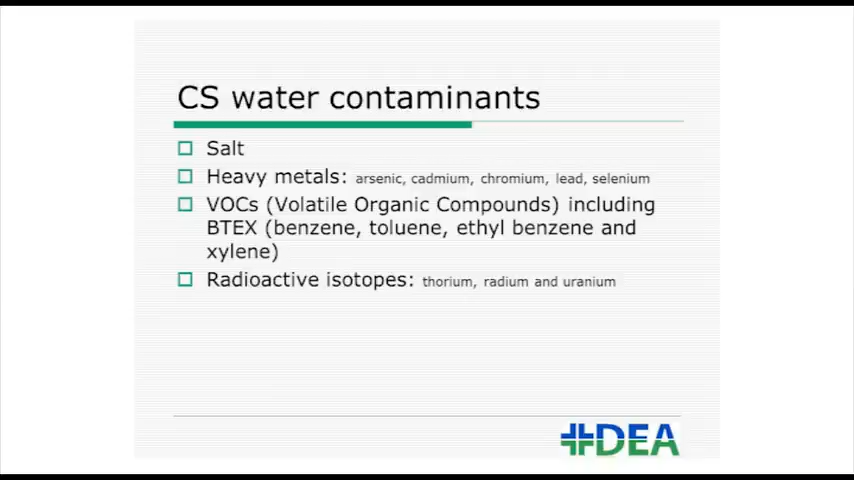 CS water contaminants
Salt
Heavy metals: arsenic, cadmium, chromium, lead, selenium
VOCs (Volatile Organic Compounds) including
BTEX (benzene, toluene, ethyl benzene and
xylene)
Radioactive isotopes: thorium, radium and uranium
DEA